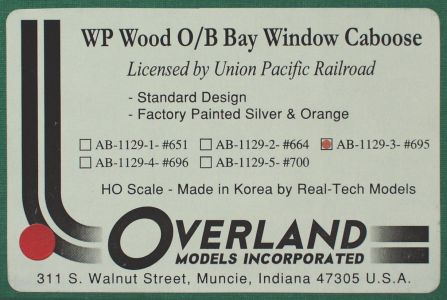 WP Wood O/B Bay Window Caboose
Licensed by Union Pacific Railroad
- Standard Design
- Factory Painted Silver & Orange
AB-1129-1- #651 AB-1129-2- #664 AB-1129-3- #695
AB-1129-4- #696 AB-1129-5- #700
HO Scale - Made in Korea by Real-Tech Models
OVERLAND
MODELS INCORPORATED
311 S. Walnut Street, Muncie, Indiana 47305 U.S.A.